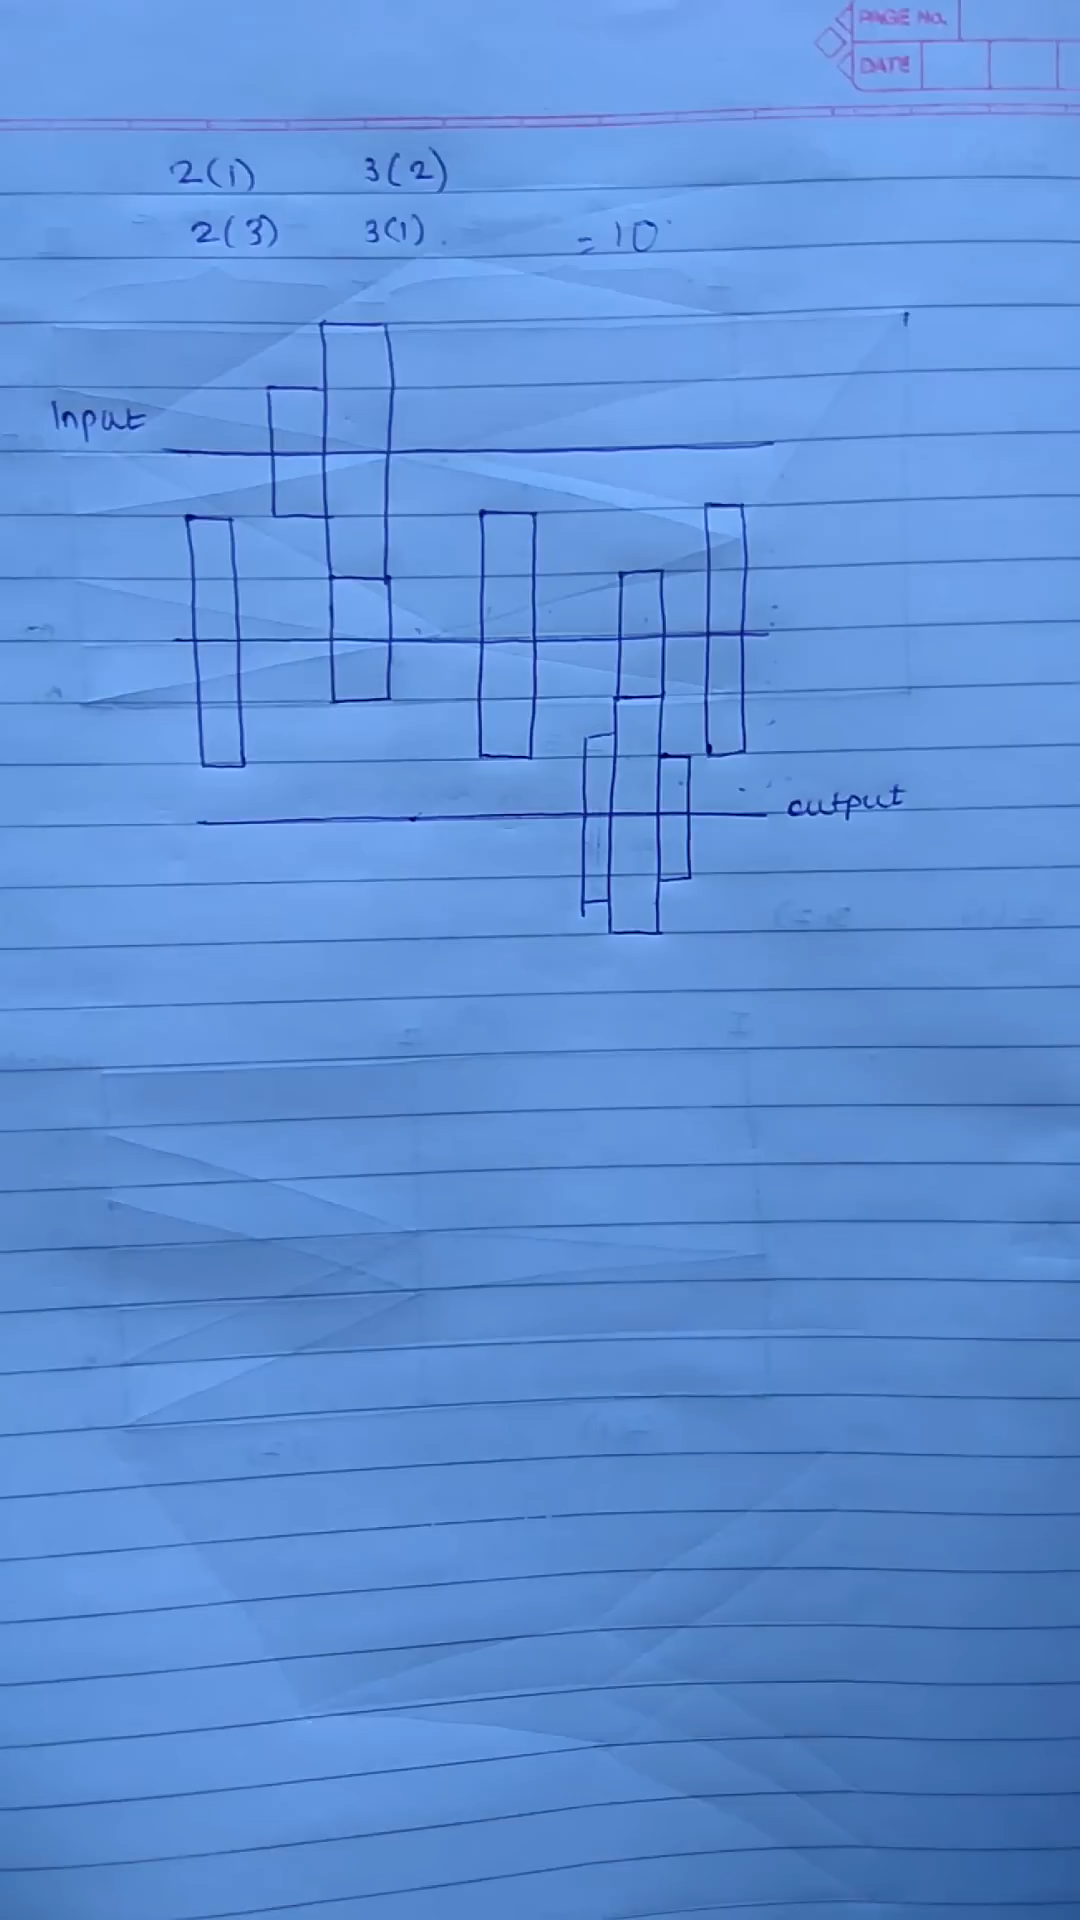 PAGE No.
DATE
2(1) 3(2)
2(3) 3(1). = 10
Input
output